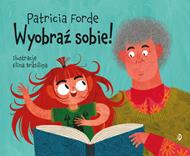 Patricia Forde
Wyobraź sobie!
Ilustracje
Elīna Brasliņa